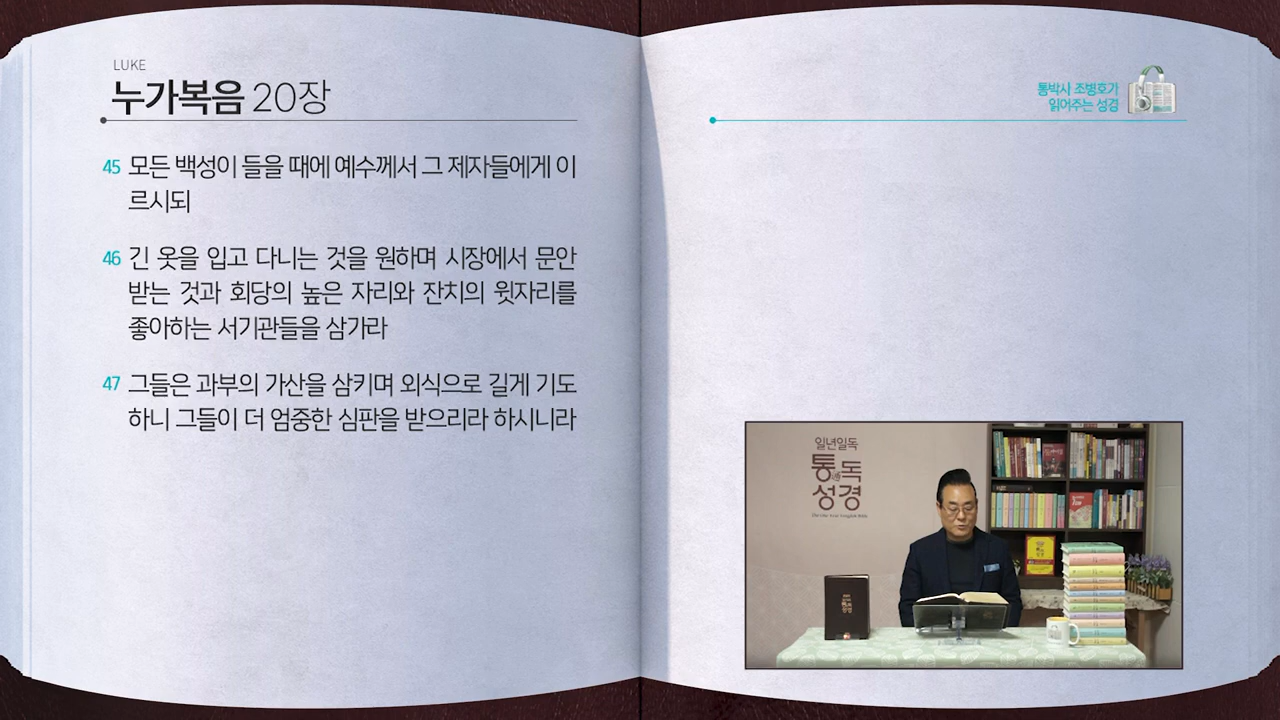 LUKE
누가복음 20장
45 모든 백성이 들을 때에 예수께서 그 제자들에게 이
르시되
46 긴 옷을 입고 다니는 것을 원하며 시장에서 문안
받는 것과 회당의 높은 자리와 잔치의 윗자리를
좋아하는 서기관들을 삼가라
47 그들은 과부의 가산을 삼키며 외식으로 길게 기도
하니 그들이 더 엄중한 심판을 받으리라 하시니라
통박사 조병호가
읽어주는 성경
일년일독
통독
성경